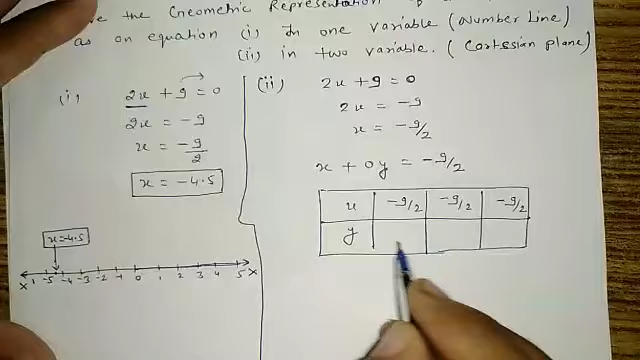 the Geometric Representation
as an equation (i) In one variable (Number Line)
(ii) in two variable. (Cartesian plane)
(i)
2x + 9 = 0
2x = -9
x = -9/2
x = -4.5
x=-4.5
X' -5 -4 -3 -2 -1 0 1 2 3 4 5 X
(ii)
2x + 9 = 0
2x = -9
x = -9/2
x + 0y = -9/2
x -9/2 -9/2 -9/2
y